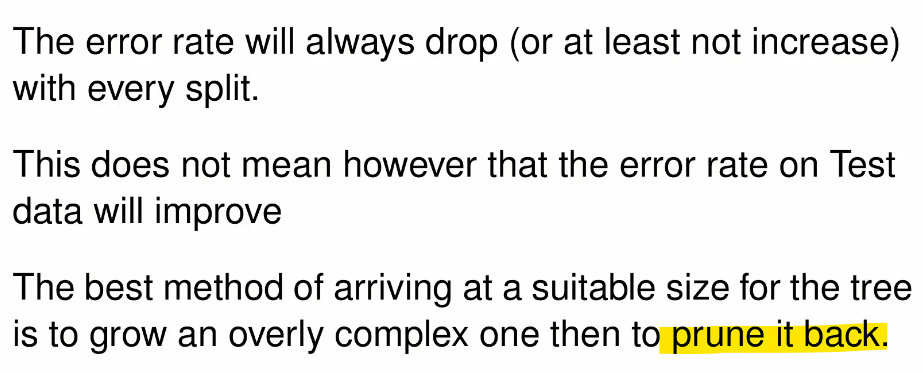 The error rate will always drop (or at least not increase)
with every split.
This does not mean however that the error rate on Test
data will improve
The best method of arriving at a suitable size for the tree
is to grow an overly complex one then to prune it back.